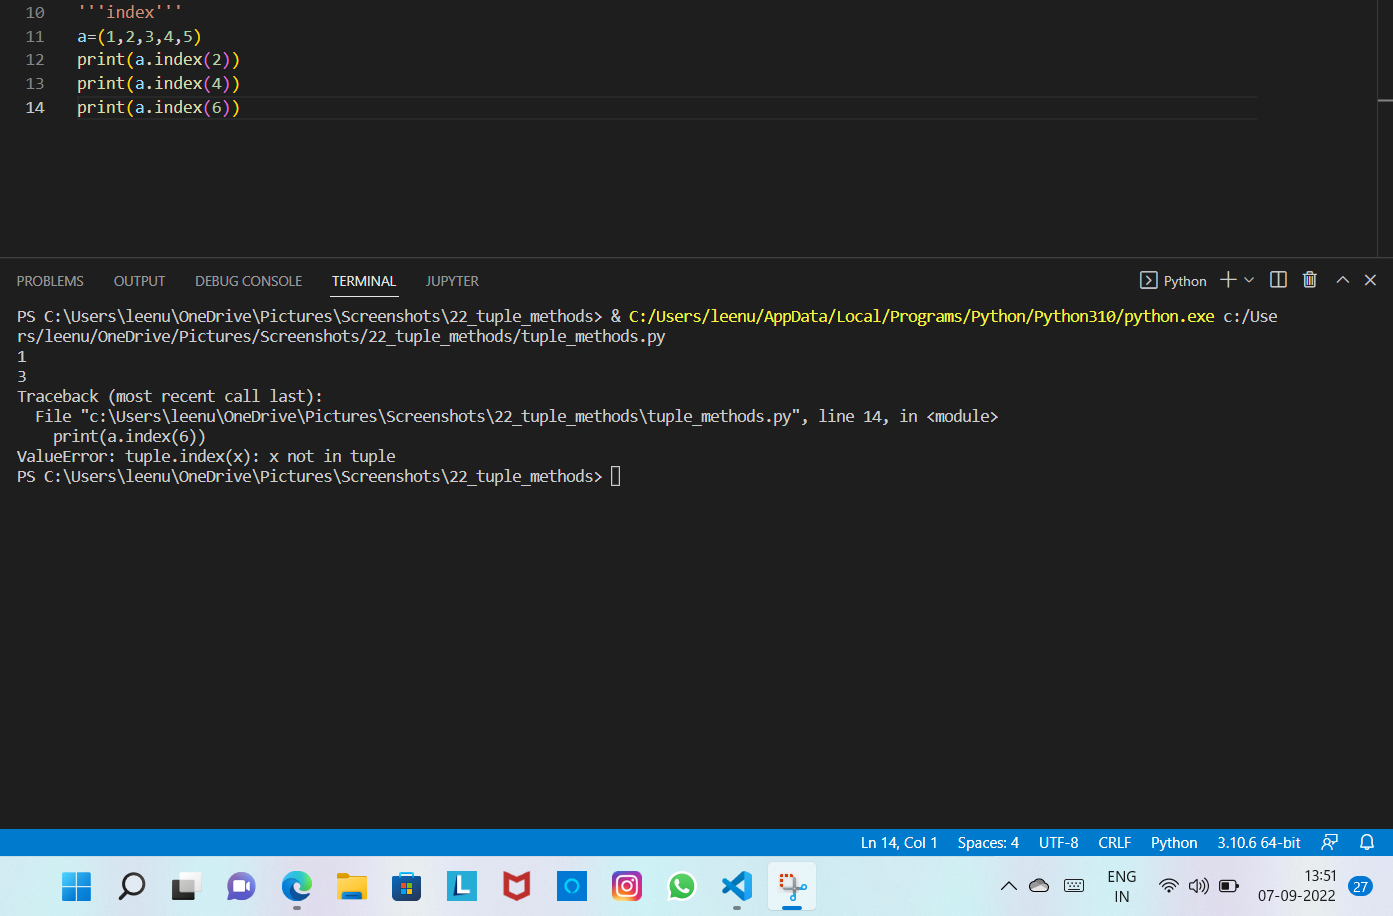 10 '''index'''
11 a=(1,2,3,4,5)
12 print(a.index(2))
13 print(a.index(4))
14 print(a.index(6))
PROBLEMS OUTPUT DEBUG CONSOLE TERMINAL JUPYTER Python
PS C:\Users\leenu\OneDrive\Pictures\Screenshots\22_tuple_methods> & C:/Users/leenu/AppData/Local/Programs/Python/Python310/python.exe c:/Use
rs/leenu/OneDrive/Pictures/Screenshots/22_tuple_methods/tuple_methods.py
1
3
Traceback (most recent call last):
  File "c:\Users\leenu\OneDrive\Pictures\Screenshots\22_tuple_methods\tuple_methods.py", line 14, in <module>
    print(a.index(6))
ValueError: tuple.index(x): x not in tuple
PS C:\Users\leenu\OneDrive\Pictures\Screenshots\22_tuple_methods>
Ln 14, Col 1 Spaces: 4 UTF-8 CRLF Python 3.10.6 64-bit
L
ENG
IN
13:51
07-09-2022
27